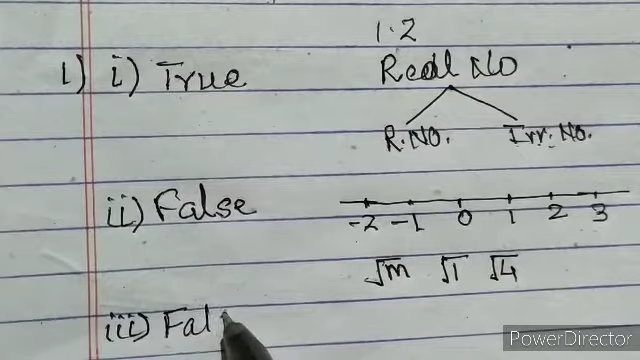 1.2
1) i) True
Real No
R.No. Irr. No.
ii) False
-2 -1 0 1 2 3
√m √1 √4
iii) Fal
PowerDirector